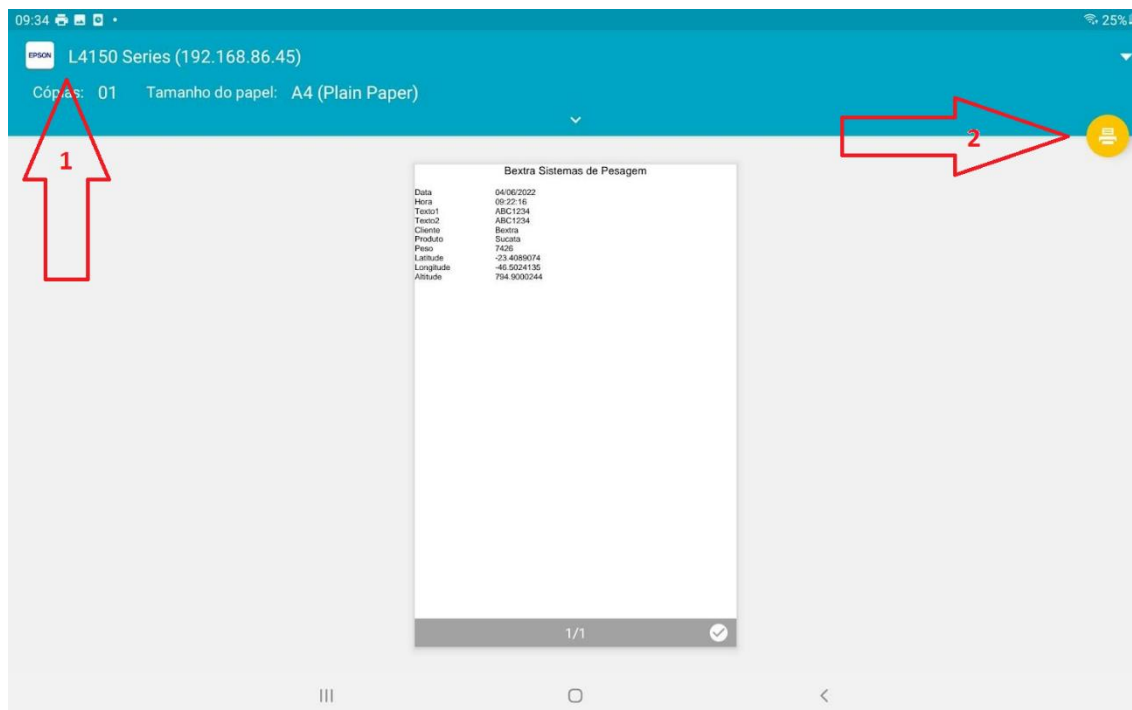 09:34 25%
EPSON L4150 Series (192.168.86.45)
Cópias: 01 Tamanho do papel: A4 (Plain Paper)
2
1
Bextra Sistemas de Pesagem
Data 04/06/2022
Hora 09:22:16
Texto1 ABC1234
Texto2 ABC1234
Cliente Bextra
Produto Sucata
Peso 7426
Latitude -23.4089074
Longitude -46.5024135
Altitude 794.9000244
1/1